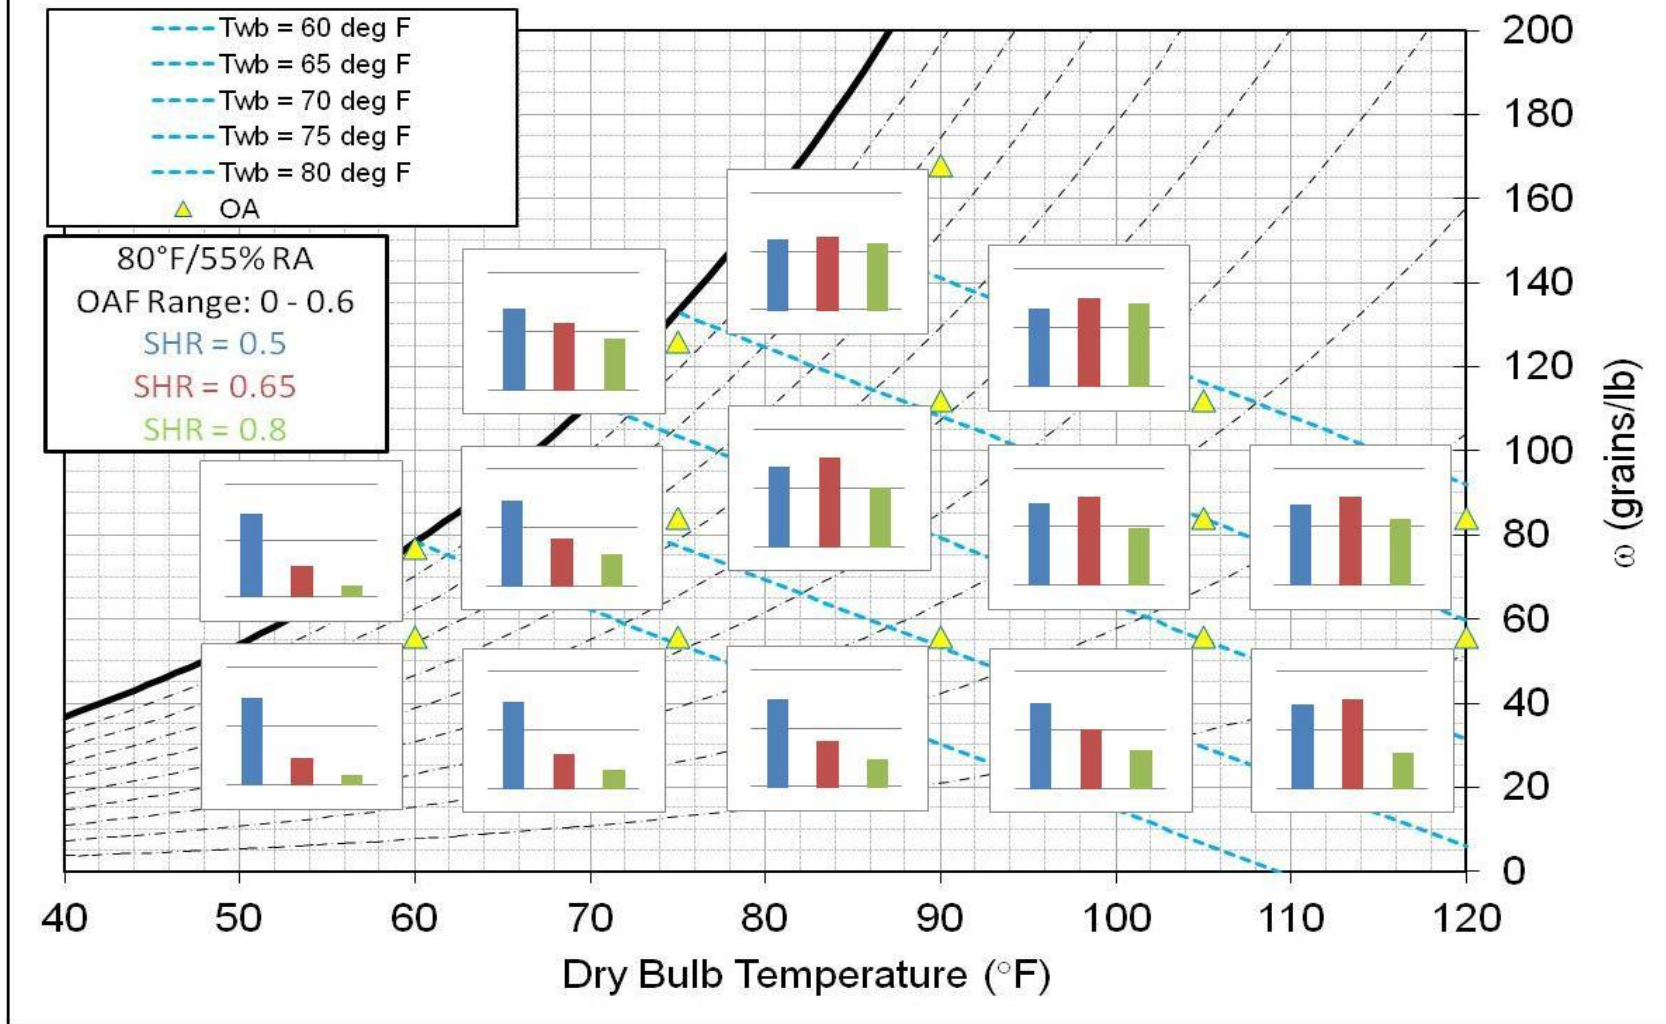 Twb = 60 deg F
Twb = 65 deg F
Twb = 70 deg F
Twb = 75 deg F
Twb = 80 deg F
OA
80°F/55% RA
OAF Range: 0 - 0.6
SHR = 0.5
SHR = 0.65
SHR = 0.8
200
180
160
140
120
100
80
60
40
20
0
ω (grains/lb)
40 50 60 70 80 90 100 110 120
Dry Bulb Temperature (°F)